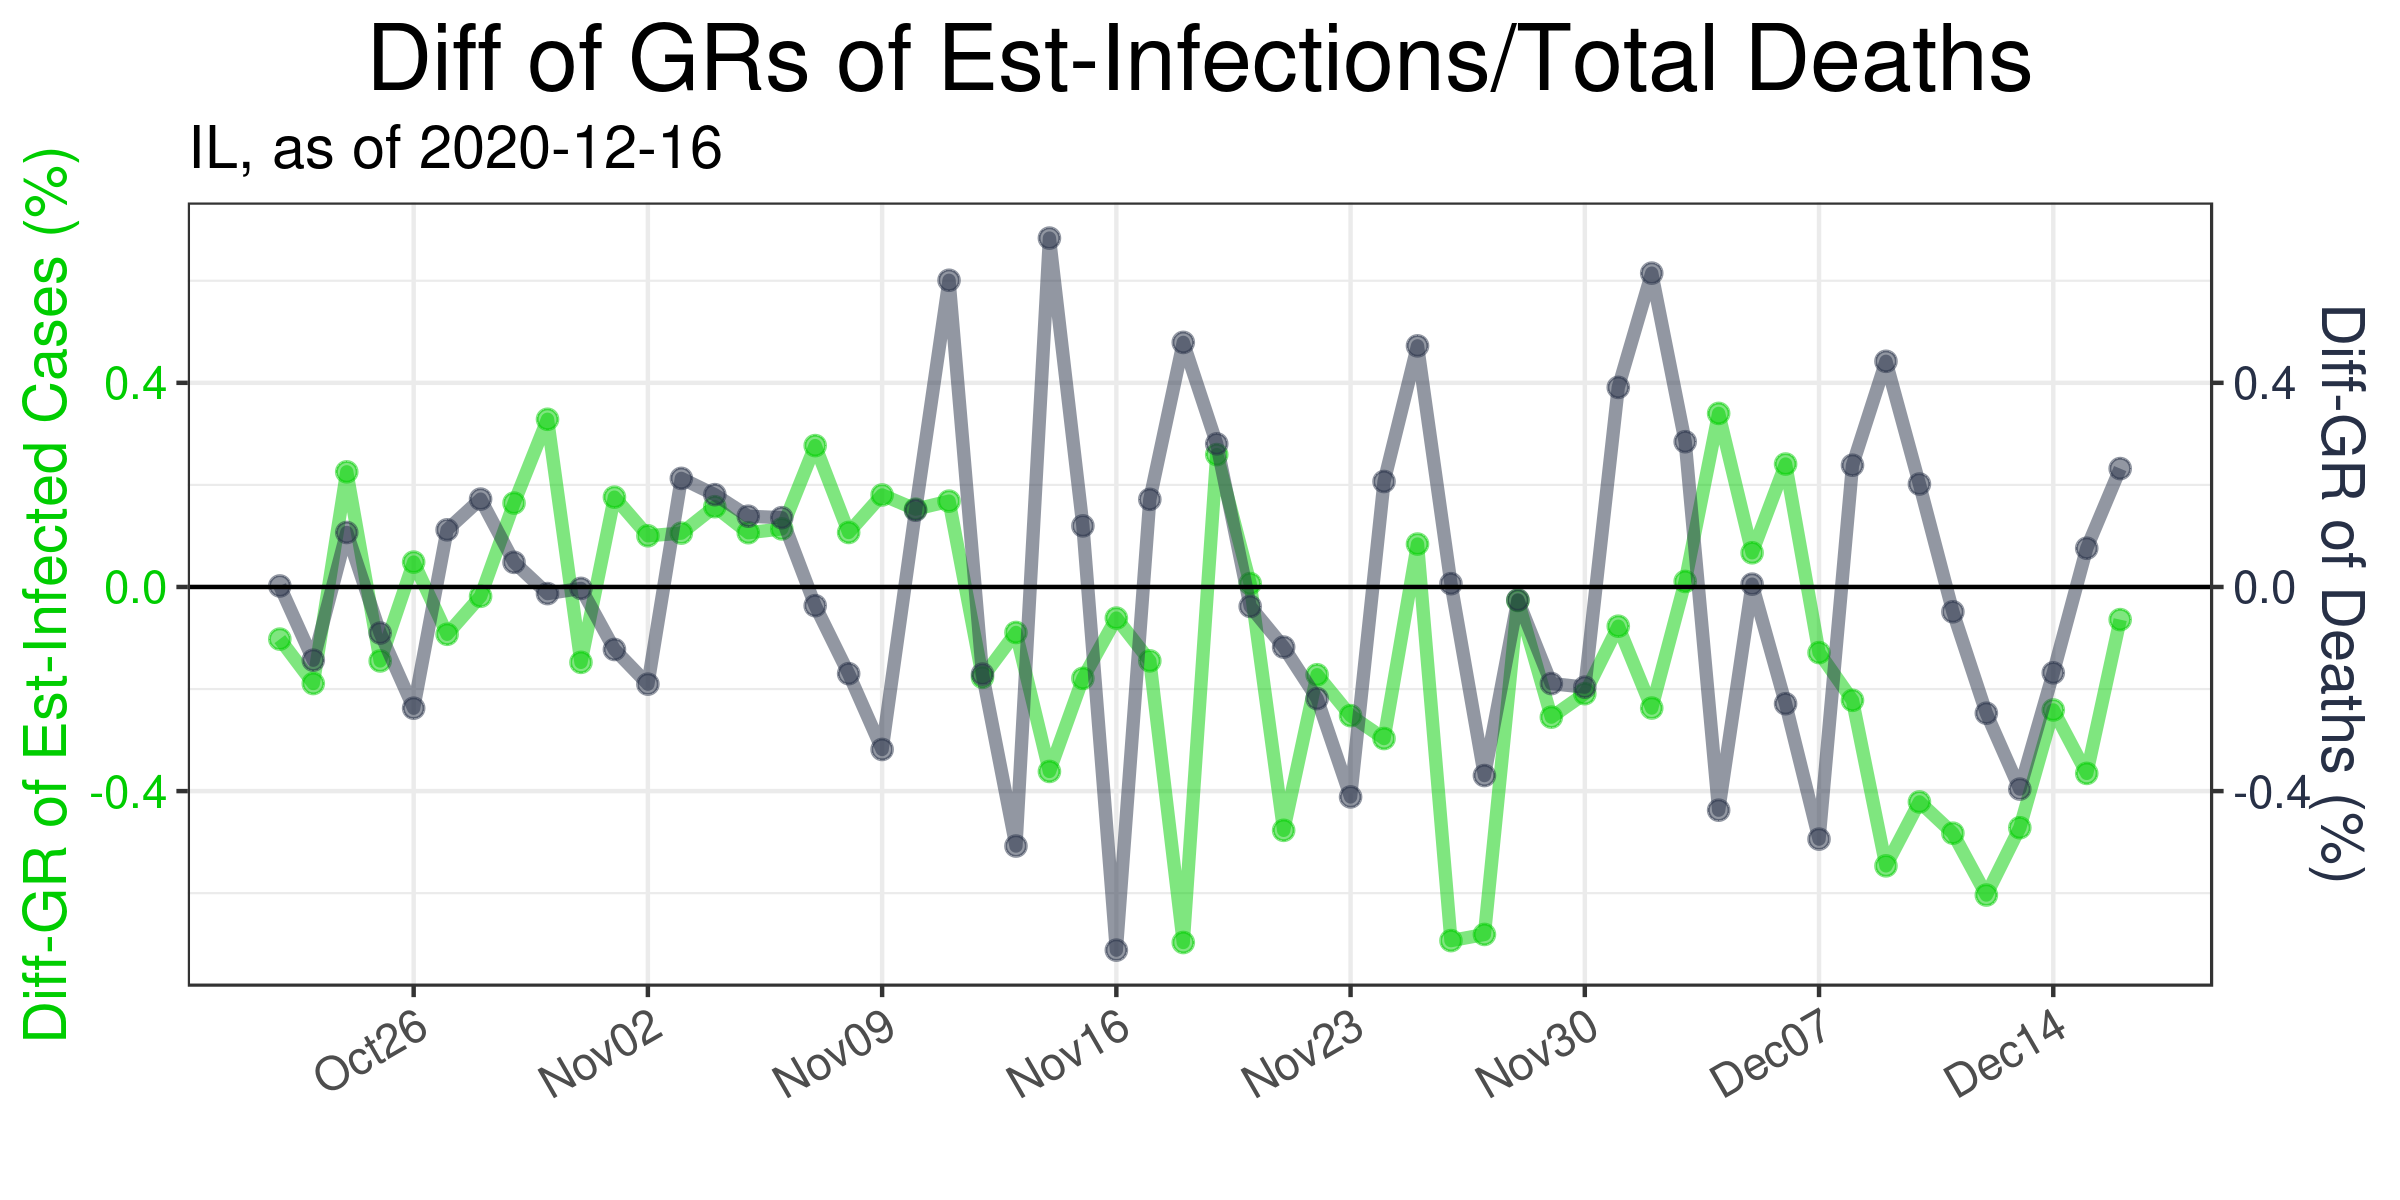 Diff of GRs of Est-Infections/Total Deaths
IL, as of 2020-12-16
Diff-GR of Est-Infected Cases (%)
0.4
0.0
-0.4
0.4
0.0
-0.4
Diff-GR of Deaths (%)
Oct26
Nov02
Nov09
Nov16
Nov23
Nov30
Dec07
Dec14